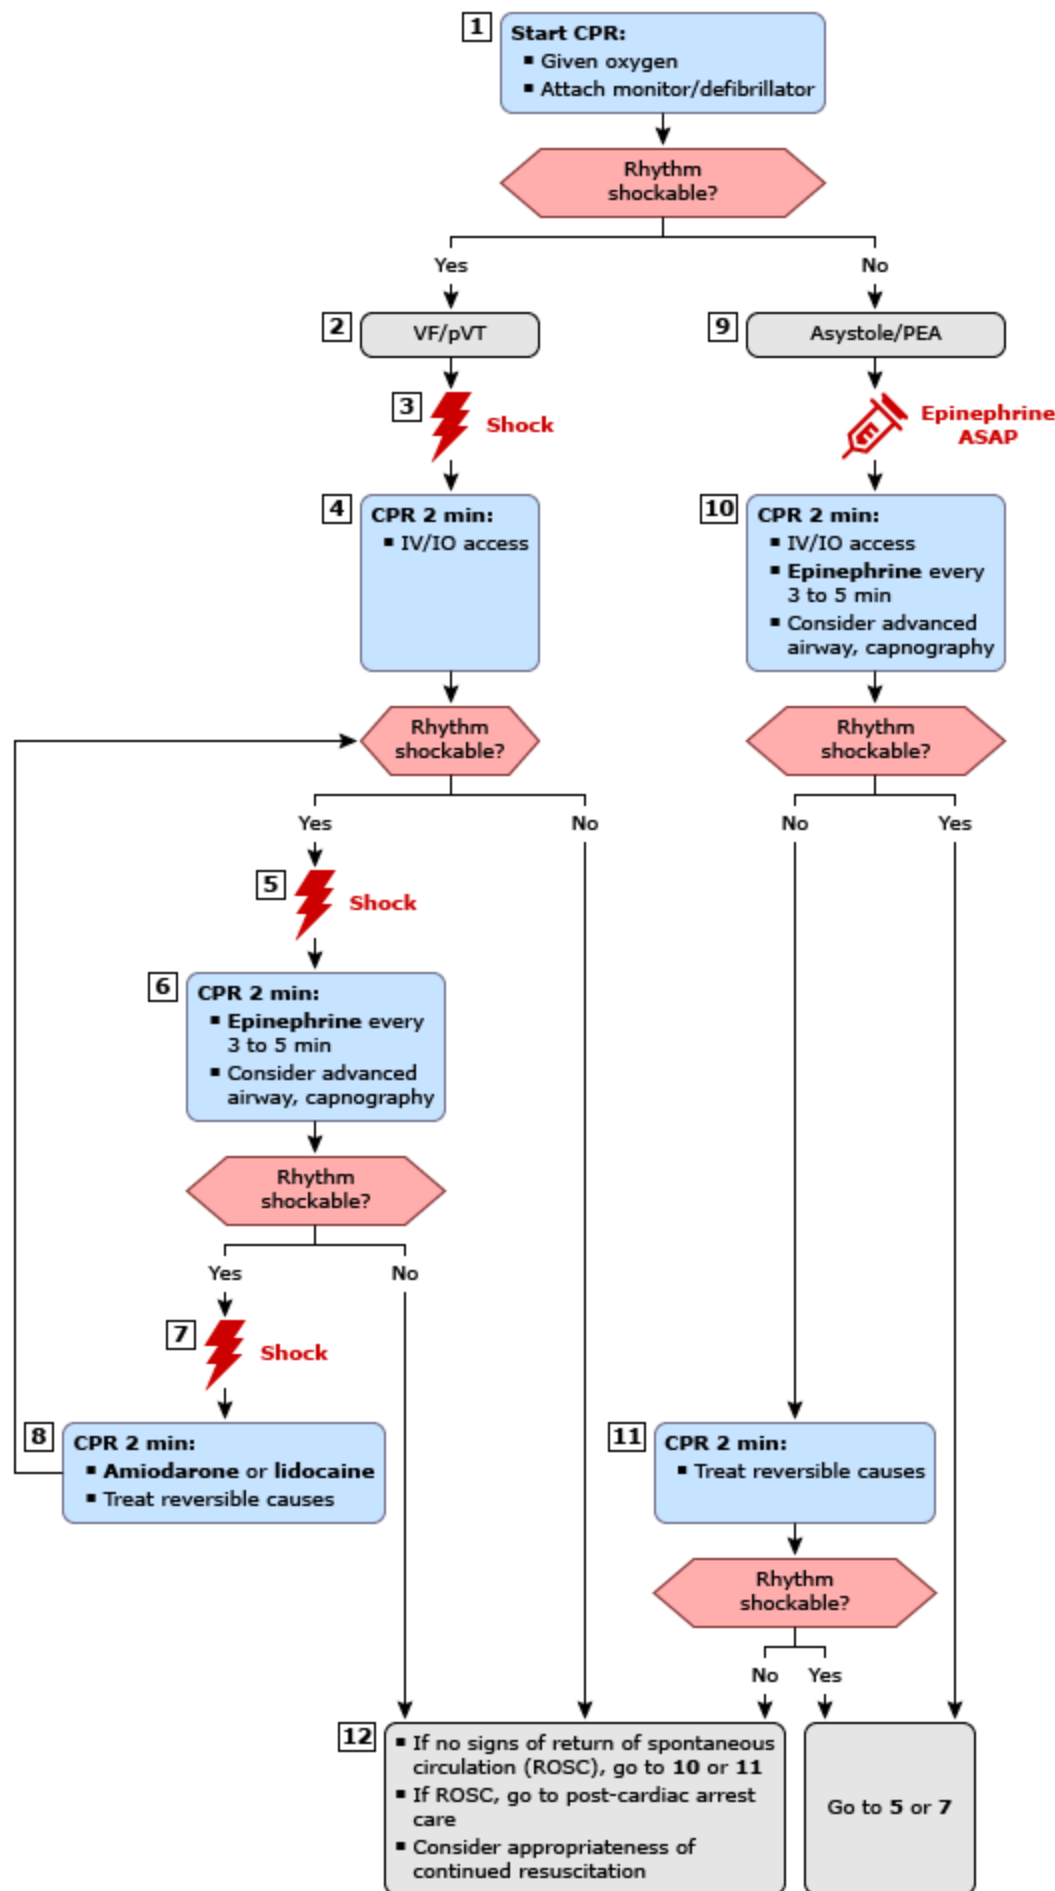 1
Start CPR:
▪ Given oxygen
▪ Attach monitor/defibrillator
Rhythm
shockable?
Yes
No
2
VF/pVT
9
Asystole/PEA
3
Shock
Epinephrine
ASAP
4
CPR 2 min:
▪ IV/IO access
10
CPR 2 min:
▪ IV/IO access
▪ Epinephrine every
3 to 5 min
▪ Consider advanced
airway, capnography
Rhythm
shockable?
Rhythm
shockable?
Yes
No
No
Yes
5
Shock
6
CPR 2 min:
▪ Epinephrine every
3 to 5 min
▪ Consider advanced
airway, capnography
Rhythm
shockable?
Yes
No
7
Shock
8
CPR 2 min:
▪ Amiodarone or lidocaine
▪ Treat reversible causes
11
CPR 2 min:
▪ Treat reversible causes
Rhythm
shockable?
No
Yes
12
▪ If no signs of return of spontaneous
circulation (ROSC), go to 10 or 11
▪ If ROSC, go to post-cardiac arrest
care
▪ Consider appropriateness of
continued resuscitation
Go to 5 or 7